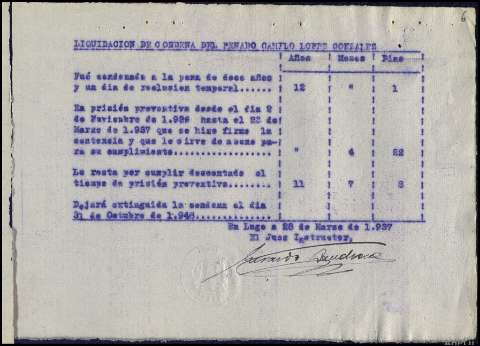 LIQUIDACION DE CONDENA DEL PENADO CAMILO LOPEZ GONZALEZ
Años Meses Dias
Fué condenado a la pena de doce años
y un dia de reclusion temporal...... 12 " 1
En prisión preventiva desde el dia 2
de Noviembre de 1.936 hasta el 23 de
Marzo de 1.937 que se hizo firme la
sentencia y que le sirve de abono pa-
ra su cumplimiento................. " 4 22
Le resta por cumplir descontado el
tiempo de prisión preventiva....... 11 7 8
Dejará extinguida la condena el dia
31 de Octubre de 1.948............
En Lugo a 28 de Marzo de 1.937
El Juez Instructor,